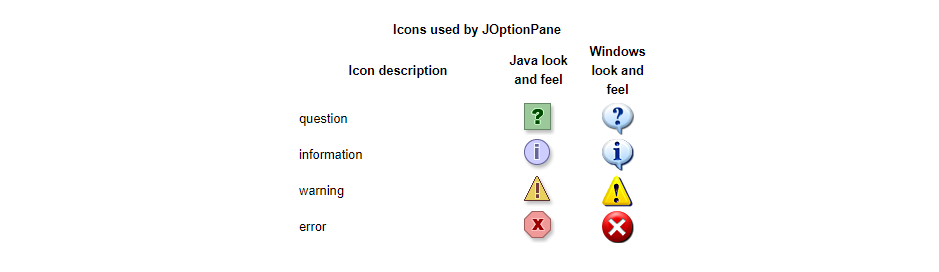 Icons used by JOptionPane
Icon description
Java look
and feel
Windows
look and
feel
question ? ?
information i i
warning ! !
error x